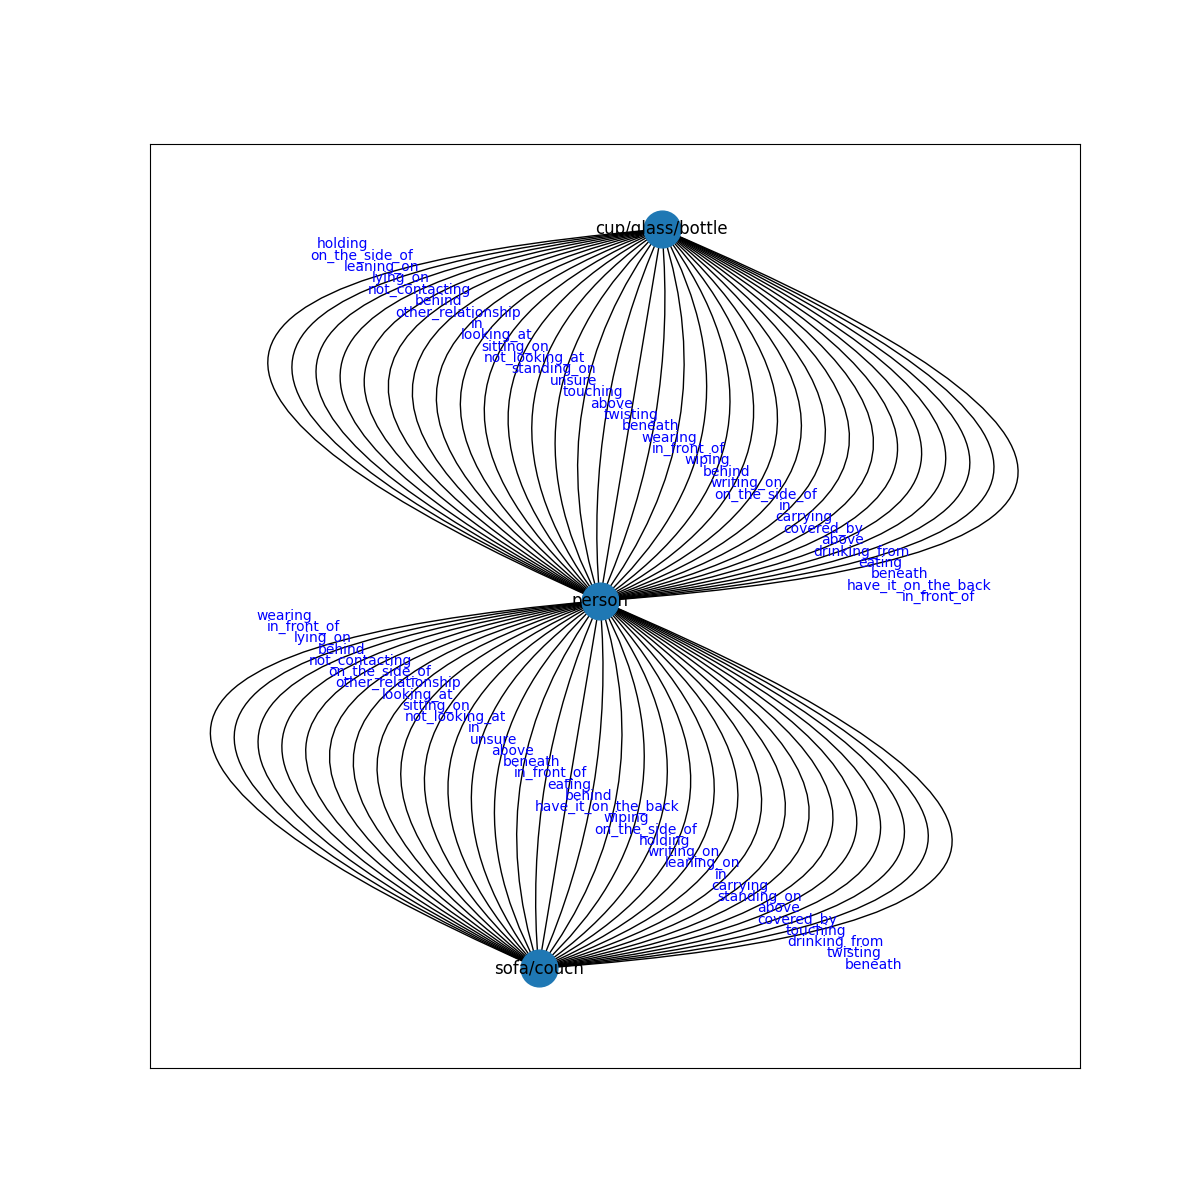 cup/glass/bottle
holding
on_the_side_of
leaning_on
lying_on
not_contacting
behind
other_relationship
in
looking_at
sitting_on
not_looking_at
standing_on
unsure
touching
above
twisting
beneath
wearing
in_front_of
wiping
behind
writing_on
on_the_side_of
in
carrying
covered_by
above
drinking_from
eating
beneath
have_it_on_the_back
in_front_of
person
wearing
in_front_of
lying_on
behind
not_contacting
on_the_side_of
other_relationship
looking_at
sitting_on
not_looking_at
in
unsure
above
beneath
in_front_of
eating
behind
have_it_on_the_back
wiping
on_the_side_of
holding
writing_on
leaning_on
in
carrying
standing_on
above
covered_by
touching
drinking_from
twisting
beneath
sofa/couch